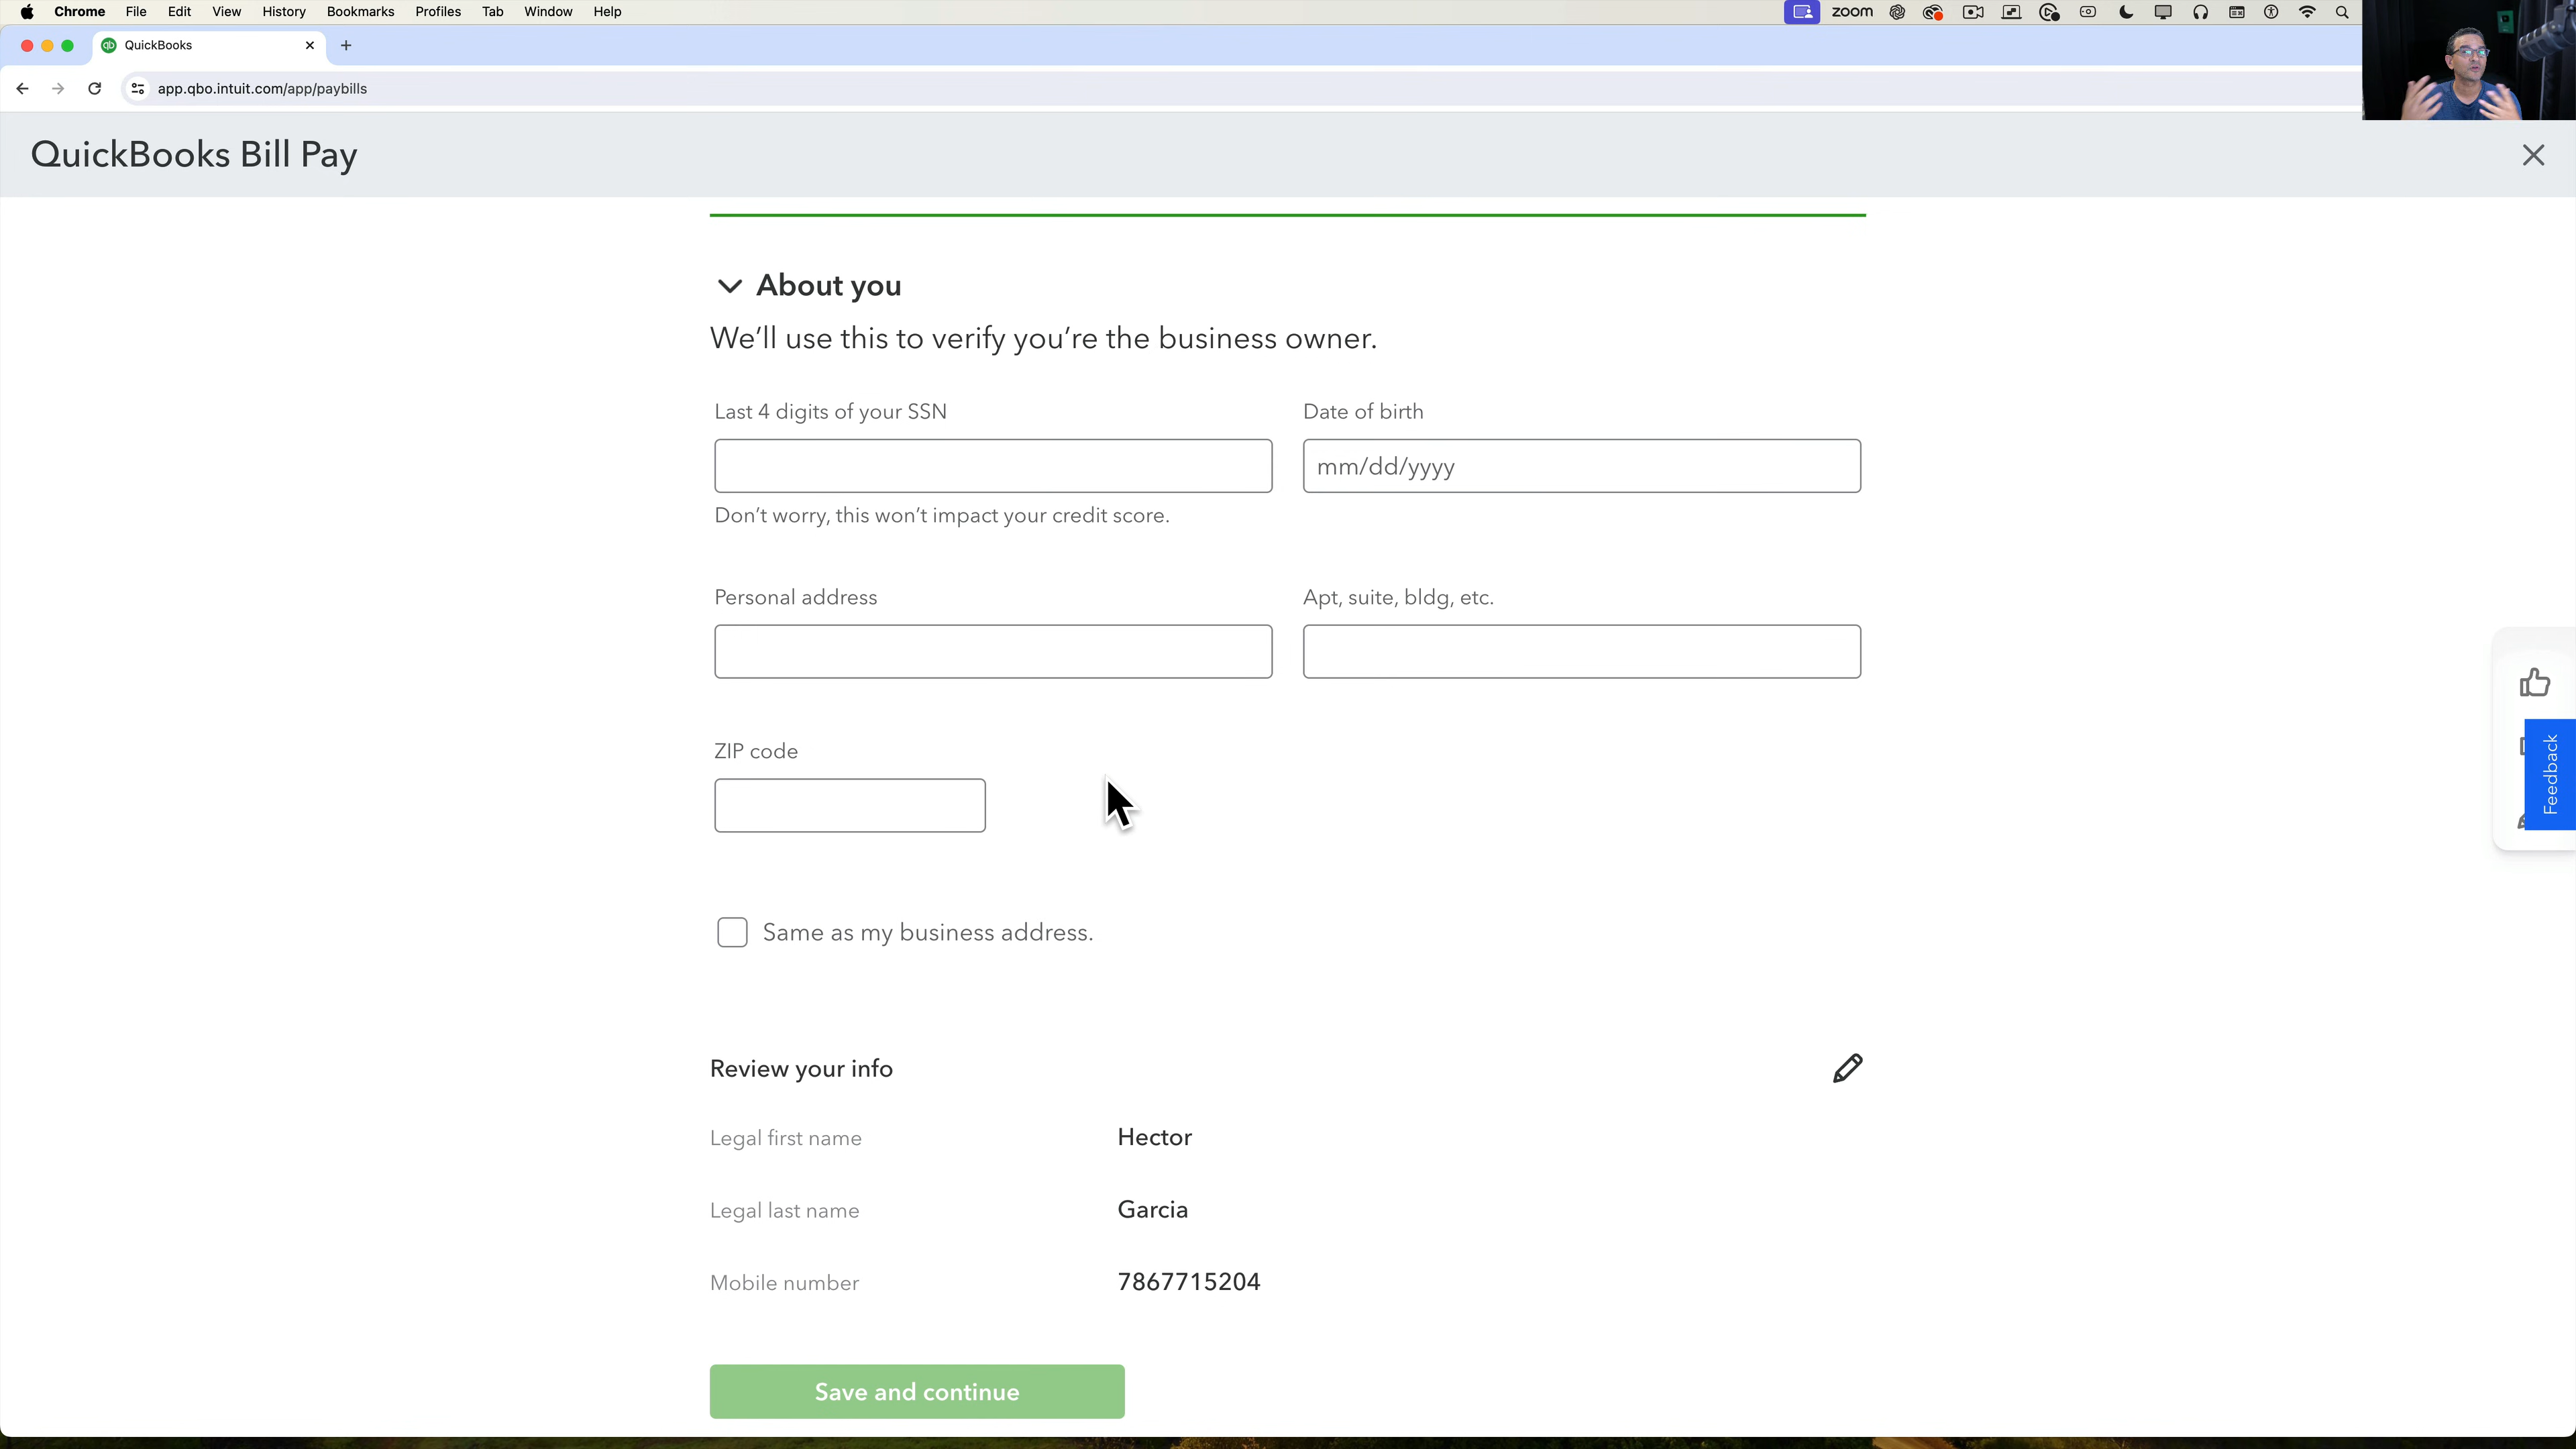 Chrome File Edit View History Bookmarks Profiles Tab Window Help zoom
QuickBooks
app.qbo.intuit.com/app/paybills
QuickBooks Bill Pay
About you
We'll use this to verify you're the business owner.
Last 4 digits of your SSN Date of birth
mm/dd/yyyy
Don't worry, this won't impact your credit score.
Personal address Apt, suite, bldg, etc.
ZIP code
Feedback
Same as my business address.
Review your info
Legal first name Hector
Legal last name Garcia
Mobile number 7867715204
Save and continue